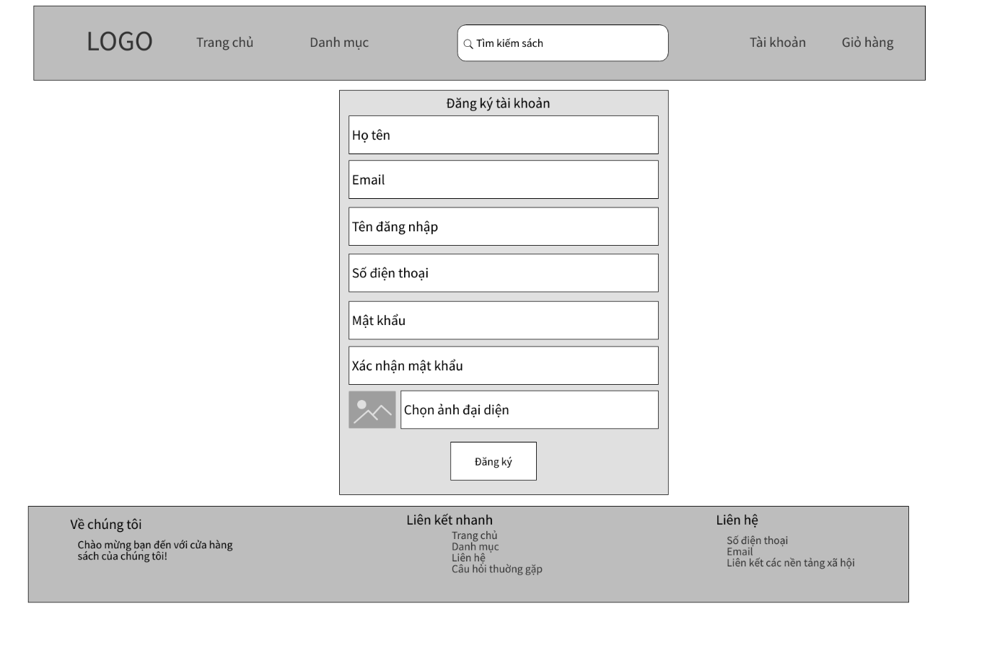 LOGO
Trang chủ
Danh mục
Tìm kiếm sách
Tài khoản
Giỏ hàng
Đăng ký tài khoản
Họ tên
Email
Tên đăng nhập
Số điện thoại
Mật khẩu
Xác nhận mật khẩu
Chọn ảnh đại diện
Đăng ký
Về chúng tôi
Chào mừng bạn đến với cửa hàng
sách của chúng tôi!
Liên kết nhanh
Trang chủ
Danh mục
Liên hệ
Câu hỏi thường gặp
Liên hệ
Số điện thoại
Email
Liên kết các nền tảng xã hội